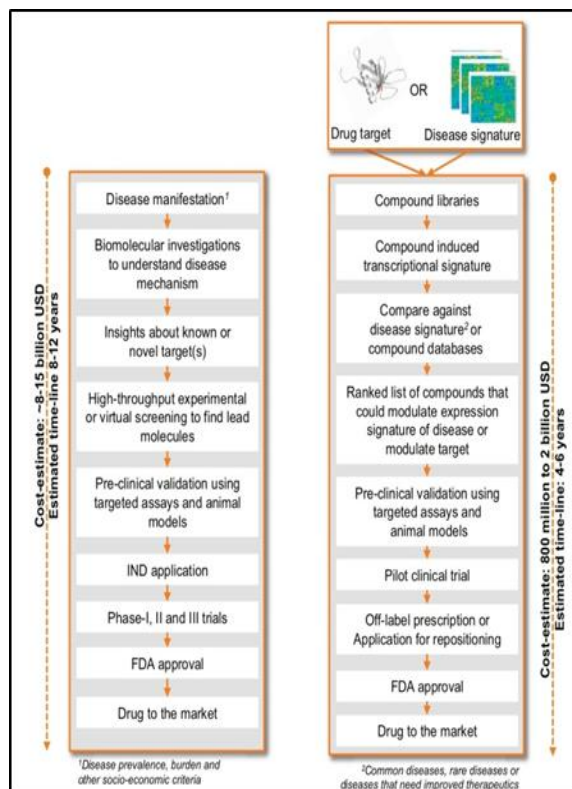 OR
Drug target
Disease signature
Cost-estimate: ~8-15 billion USD
Estimated time-line 8-12 years
Disease manifestation¹
Biomolecular investigations
to understand disease
mechanism
Insights about known or
novel target(s)
High-throughput experimental
or virtual screening to find lead
molecules
Pre-clinical validation using
targeted assays and animal
models
IND application
Phase-I, II and III trials
FDA approval
Drug to the market
¹Disease prevalence, burden and
other socio-economic criteria
Compound libraries
Compound induced
transcriptional signature
Compare against
disease signature² or
compound databases
Ranked list of compounds that
could modulate expression
signature of disease or
modulate target
Pre-clinical validation using
targeted assays and
animal models
Pilot clinical trial
Off-label prescription or
Application for repositioning
FDA approval
Drug to the market
Cost-estimate: 800 million to 2 billion USD
Estimated time-line: 4-6 years
²Common diseases, rare diseases or
diseases that need improved therapeutics